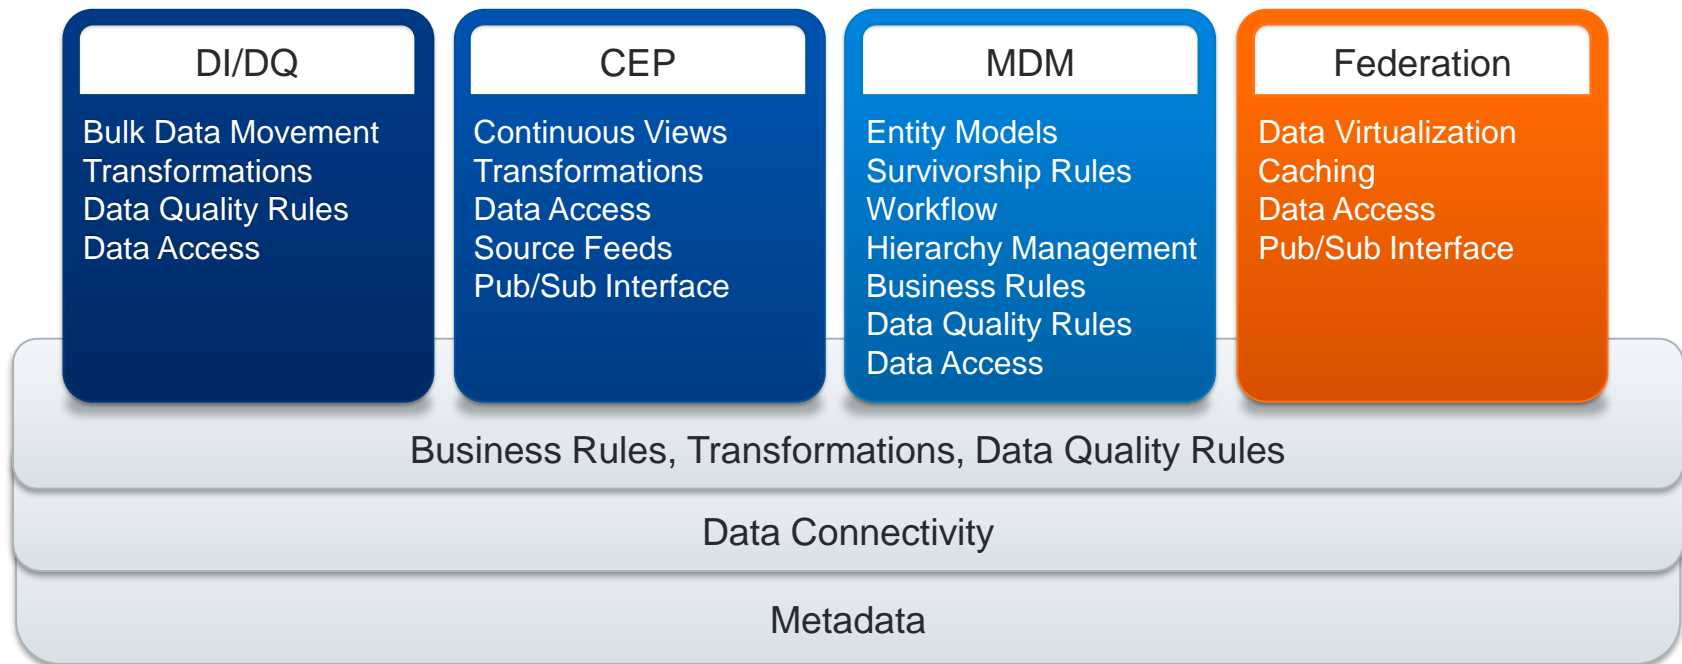 DI/DQ
Bulk Data Movement
Transformations
Data Quality Rules
Data Access
CEP
Continuous Views
Transformations
Data Access
Source Feeds
Pub/Sub Interface
MDM
Entity Models
Survivorship Rules
Workflow
Hierarchy Management
Business Rules
Data Quality Rules
Data Access
Federation
Data Virtualization
Caching
Data Access
Pub/Sub Interface
Business Rules, Transformations, Data Quality Rules
Data Connectivity
Metadata